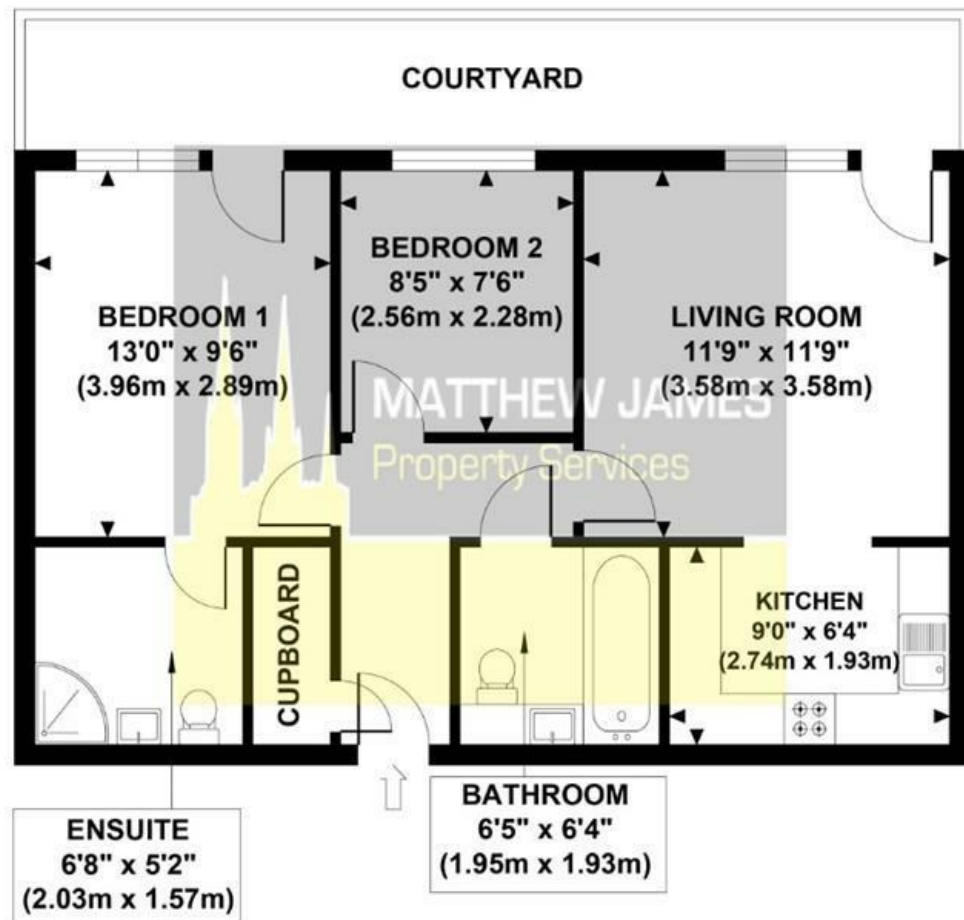 COURTYARD
BEDROOM 1
13'0" x 9'6"
(3.96m x 2.89m)
BEDROOM 2
8'5" x 7'6"
(2.56m x 2.28m)
LIVING ROOM
11'9" x 11'9"
(3.58m x 3.58m)
MATTHEW JAMES
Property Services
CUPBOARD
KITCHEN
9'0" x 6'4"
(2.74m x 1.93m)
ENSUITE
6'8" x 5'2"
(2.03m x 1.57m)
BATHROOM
6'5" x 6'4"
(1.95m x 1.93m)